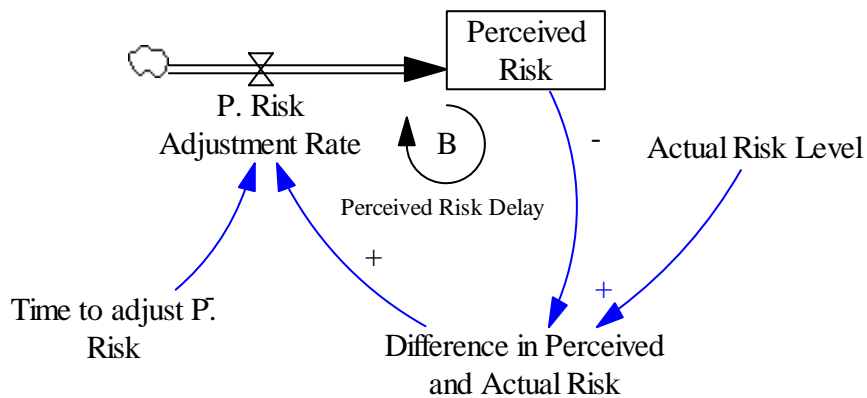 Perceived
Risk
P. Risk
Adjustment Rate
B
-
Actual Risk Level
Perceived Risk Delay
+
+
-
Time to adjust P.
Risk
Difference in Perceived
and Actual Risk